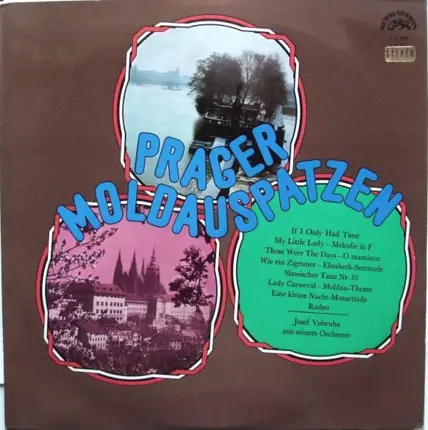 SUPRAPHON
STEREO
PRAGER
MOLDAUSPATZEN
If I Only Had Time
My Little Lady – Melodie in F
Those Were The Days – O mamince
Wie ein Zigeuner – Elisabeth-Serenade
Slawischer Tanz Nr. 10
Lady Carneval – Moldau-Thema
Eine kleine Nacht-Mozartiade
Rodeo
Josef Vobruba
mit seinem Orchester